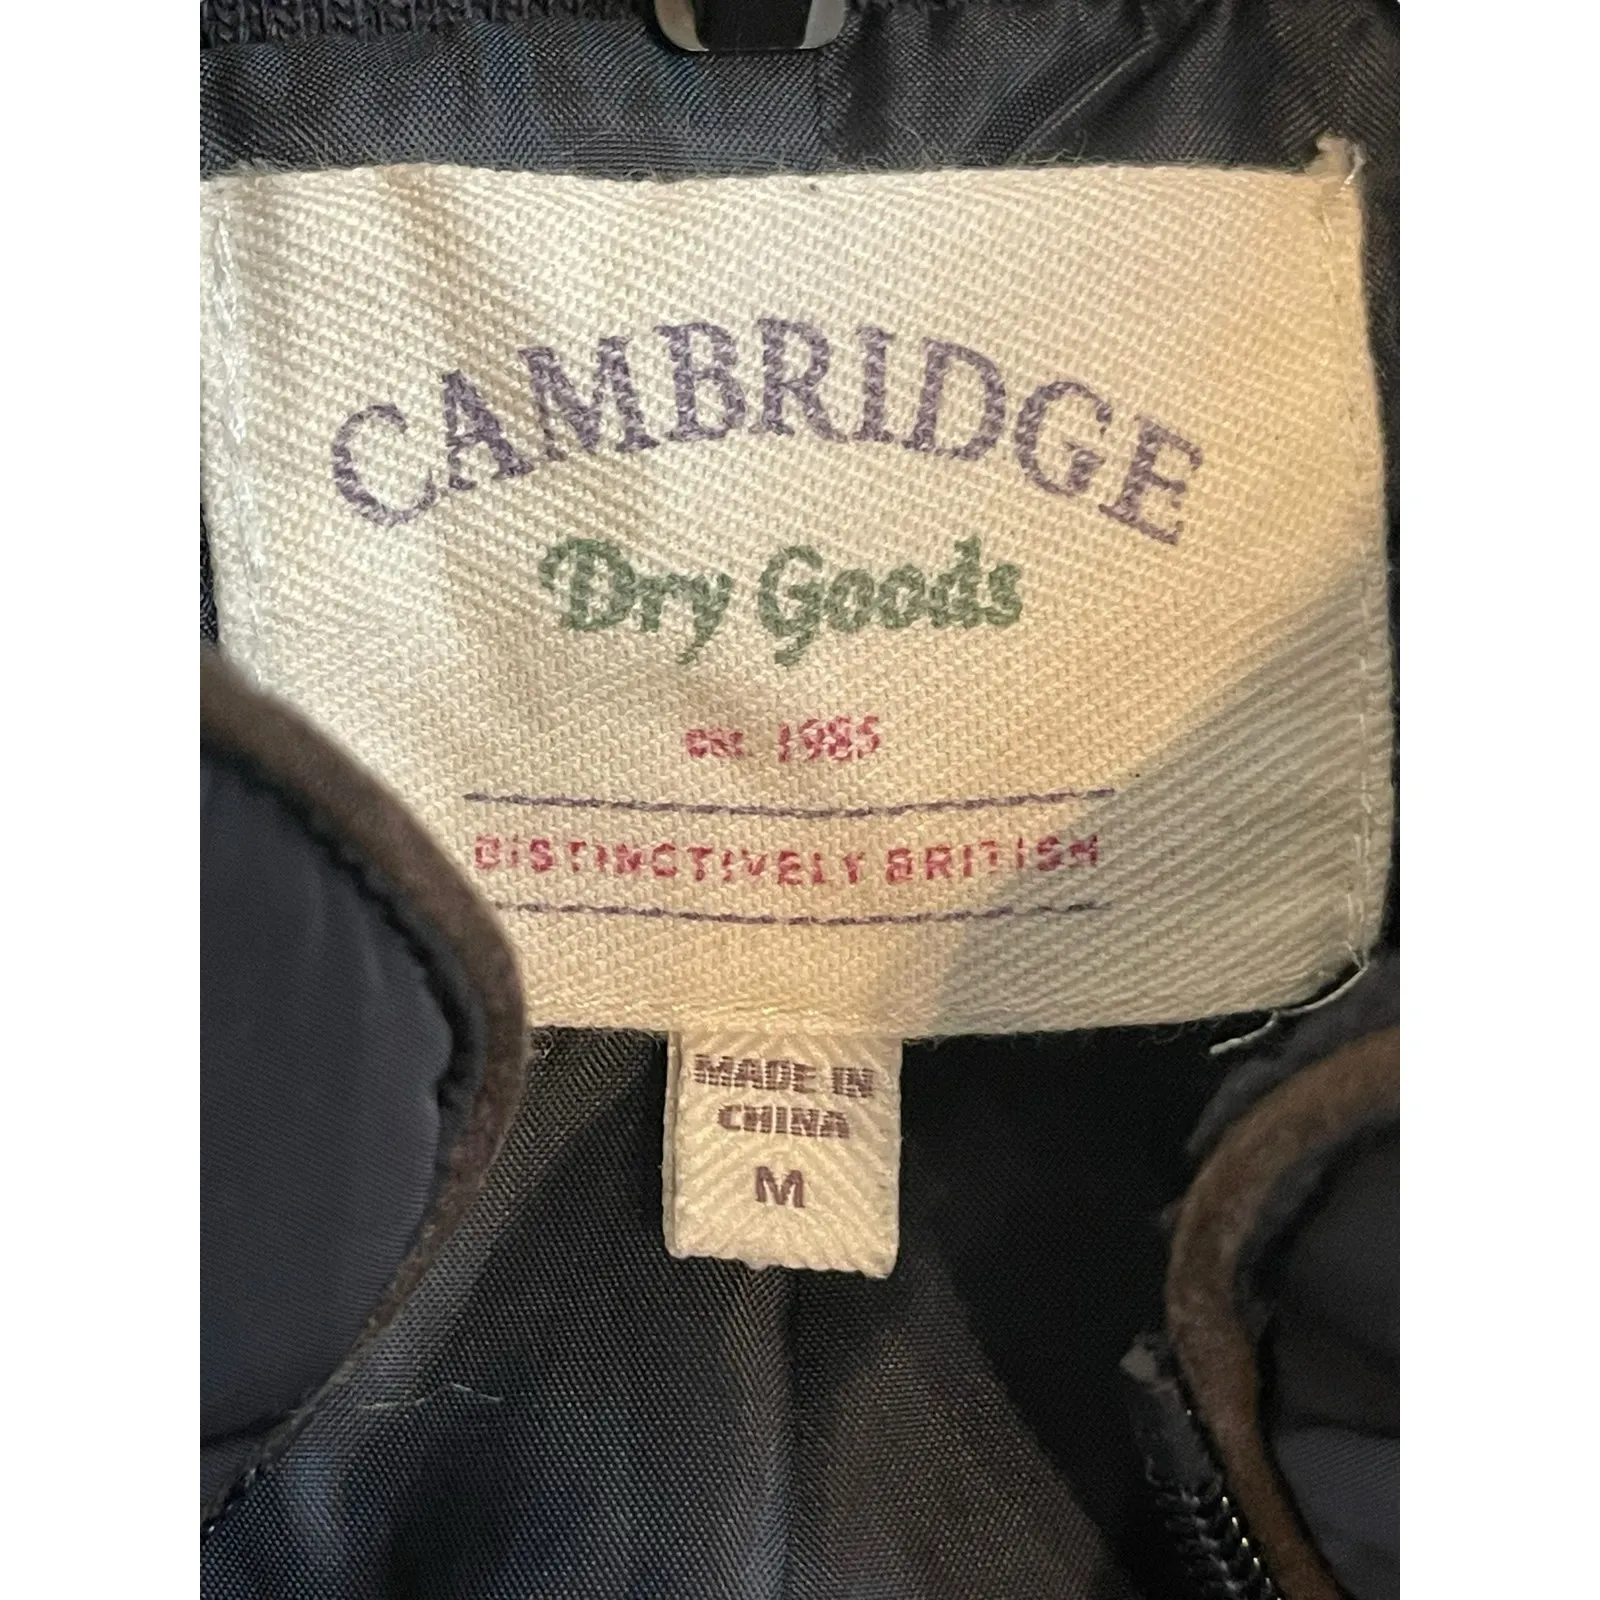 CAMBRIDGE
Dry Goods
EST. 1985
DISTINCTIVELY BRITISH
MADE IN
CHINA
M